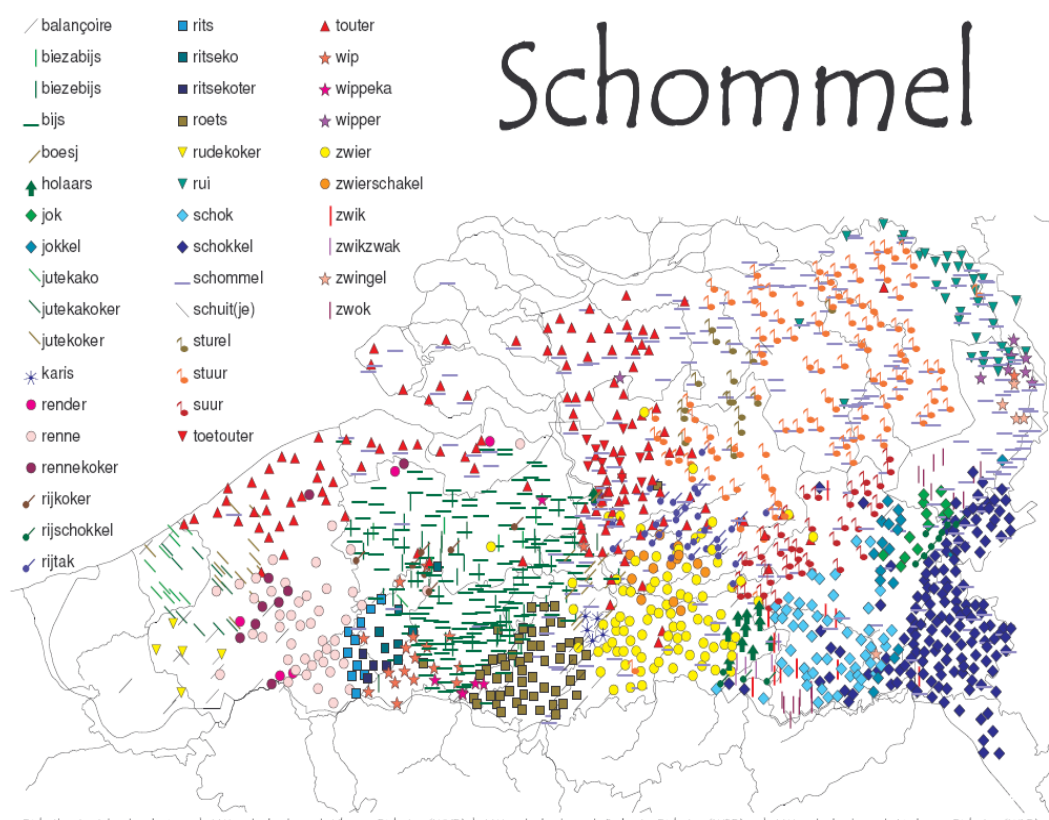 Schommel
balançoire
biezabijs
biezebijs
bijs
boesj
holaars
jok
jokkel
jutekako
jutekakoker
jutekoker
karis
render
renne
rennekoker
rijkoker
rijschokkel
rijtak
rits
ritseko
ritsekoter
roets
rudekoker
rui
schok
schokkel
schommel
schuit(je)
sturel
stuur
suur
toetouter
touter
wip
wippeka
wipper
zwier
zwierschakel
zwik
zwikzwak
zwingel
zwok